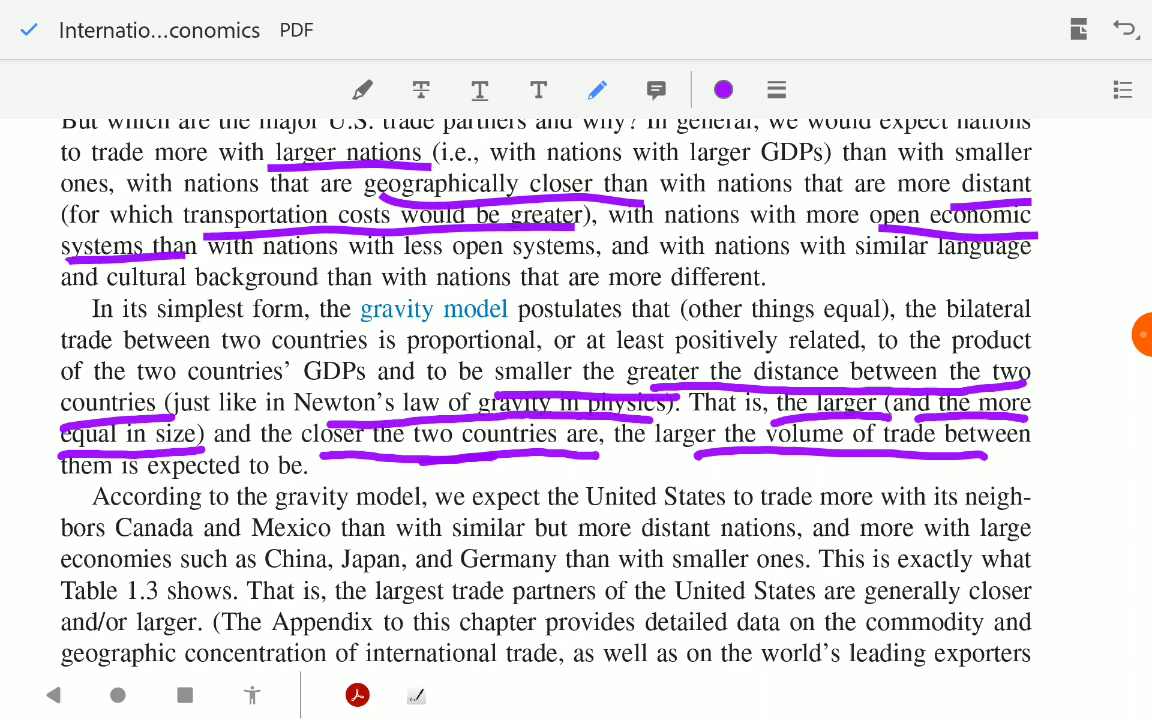 Internatio...conomics PDF
But which are the major U.S. trade partners and why? In general, we would expect nations
to trade more with larger nations (i.e., with nations with larger GDPs) than with smaller
ones, with nations that are geographically closer than with nations that are more distant
(for which transportation costs would be greater), with nations with more open economic
systems than with nations with less open systems, and with nations with similar language
and cultural background than with nations that are more different.
In its simplest form, the gravity model postulates that (other things equal), the bilateral
trade between two countries is proportional, or at least positively related, to the product
of the two countries' GDPs and to be smaller the greater the distance between the two
countries (just like in Newton's law of gravity in physics). That is, the larger (and the more
equal in size) and the closer the two countries are, the larger the volume of trade between
them is expected to be.
According to the gravity model, we expect the United States to trade more with its neigh-
bors Canada and Mexico than with similar but more distant nations, and more with large
economies such as China, Japan, and Germany than with smaller ones. This is exactly what
Table 1.3 shows. That is, the largest trade partners of the United States are generally closer
and/or larger. (The Appendix to this chapter provides detailed data on the commodity and
geographic concentration of international trade, as well as on the world's leading exporters